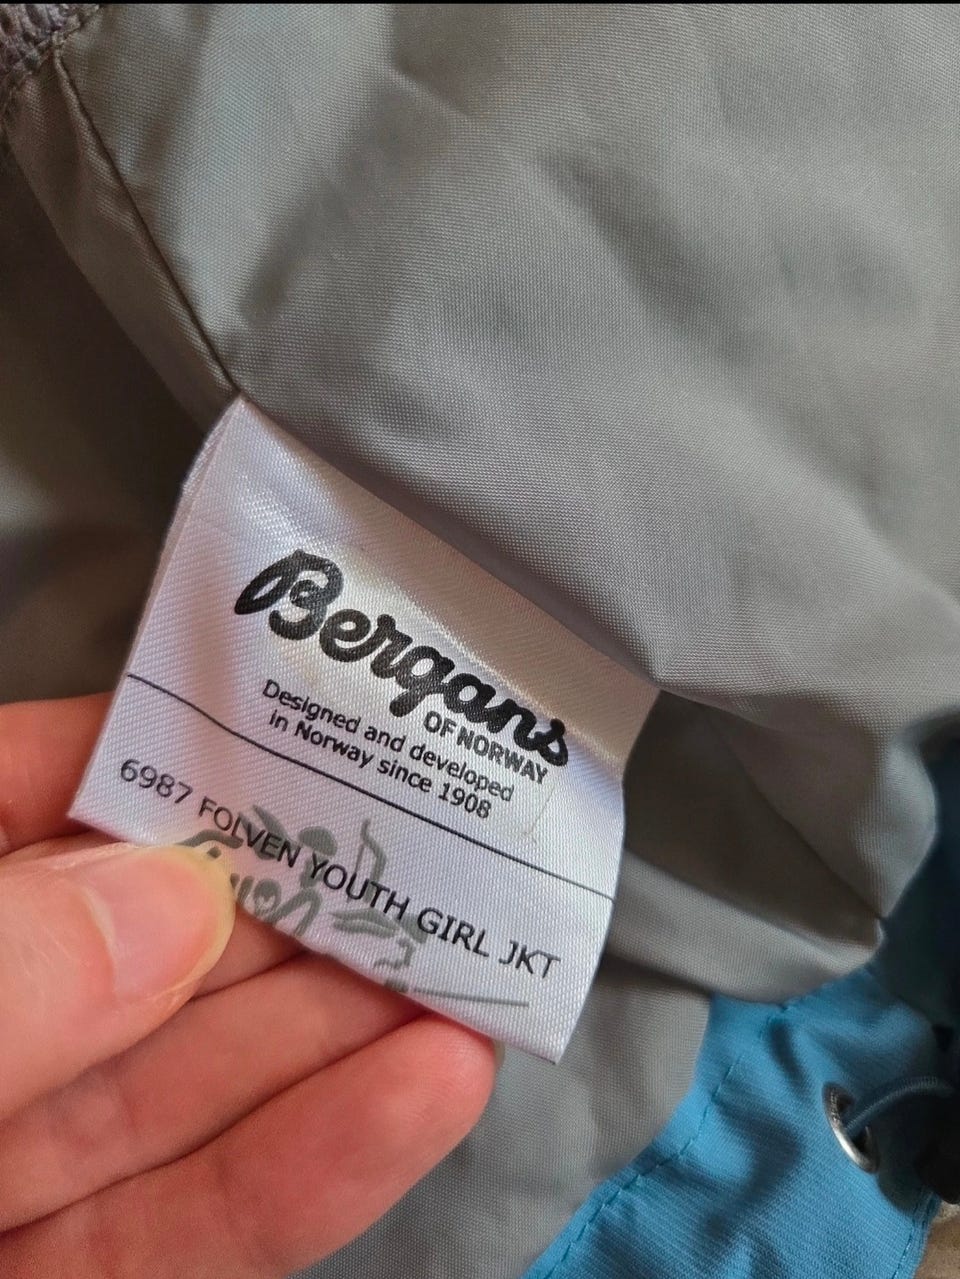 Bergans
OF NORWAY
Designed and developed
in Norway since 1908
6987 FOLVEN YOUTH GIRL JKT